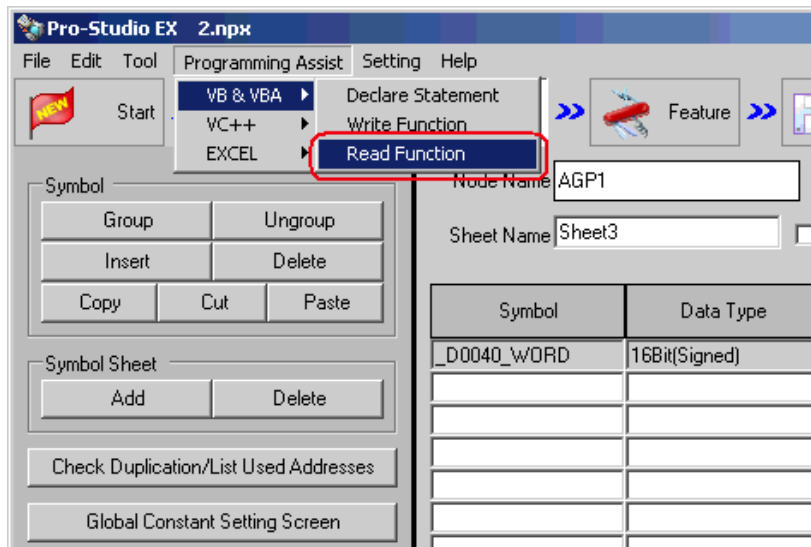 Pro-Studio EX 2.npx
File Edit Tool Programming Assist Setting Help
NEW Start VB & VBA Declare Statement Feature
VC++ Write Function
EXCEL Read Function
Symbol
Group Ungroup
Insert Delete
Copy Cut Paste
Symbol Sheet
Add Delete
Check Duplication/List Used Addresses
Global Constant Setting Screen
Node Name AGP1
Sheet Name Sheet3
Symbol Data Type
_D0040_WORD 16Bit(Signed)